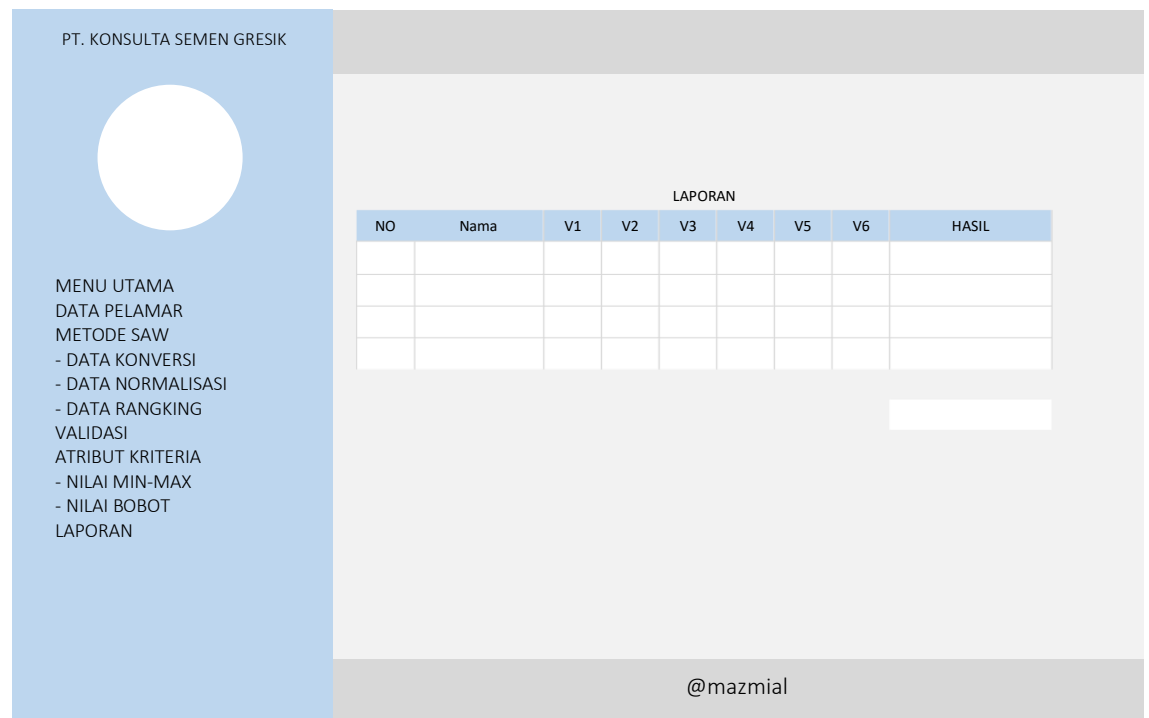 PT. KONSULTA SEMEN GRESIK
MENU UTAMA
DATA PELAMAR
METODE SAW
- DATA KONVERSI
- DATA NORMALISASI
- DATA RANGKING
VALIDASI
ATRIBUT KRITERIA
- NILAI MIN-MAX
- NILAI BOBOT
LAPORAN
LAPORAN
NO Nama V1 V2 V3 V4 V5 V6 HASIL
@mazmial